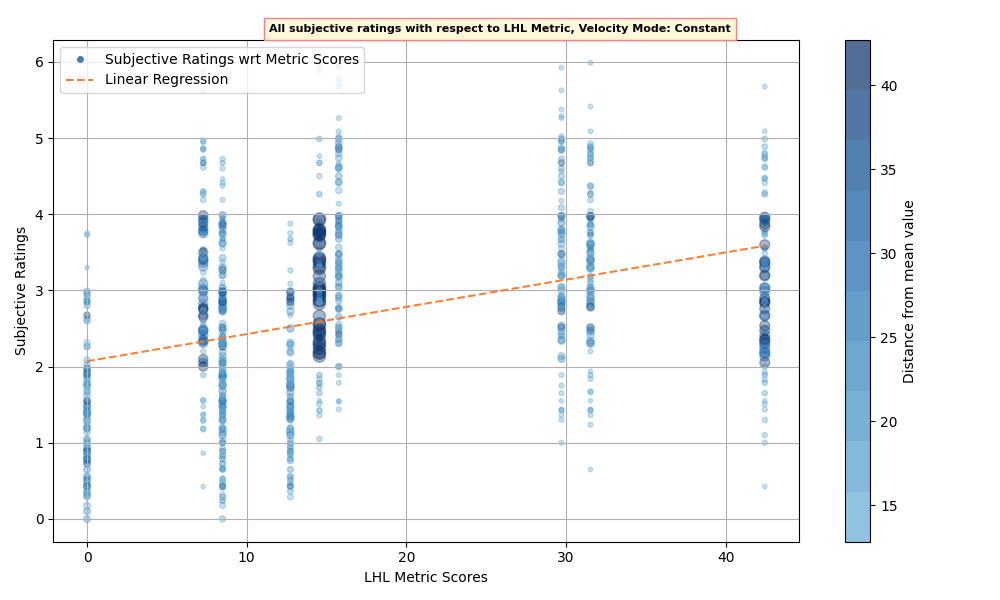 All subjective ratings with respect to LHL Metric, Velocity Mode: Constant
Subjective Ratings wrt Metric Scores
Linear Regression
6
5
4
3
2
1
0
Subjective Ratings
0 10 20 30 40
LHL Metric Scores
40
35
30
25
20
15
Distance from mean value